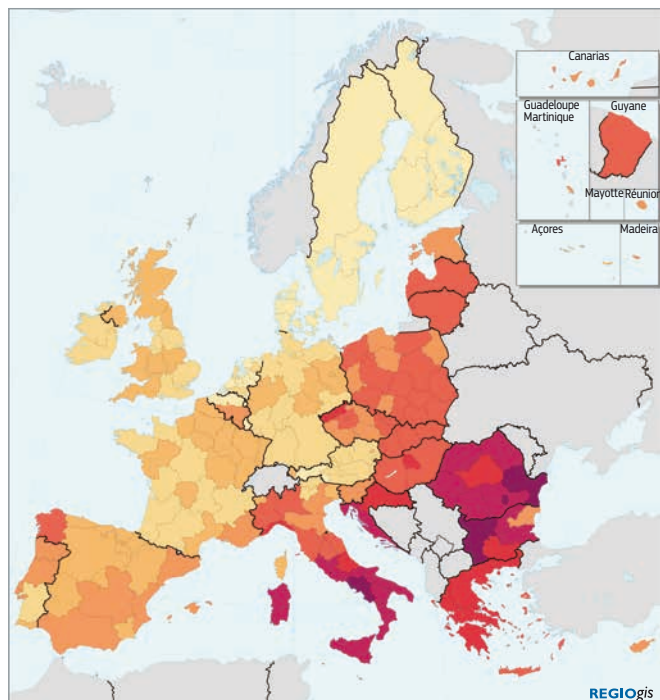 Canarias
Guadeloupe
Martinique
Guyane
Mayotte
Réunion
Açores
Madeira
REGIOgis